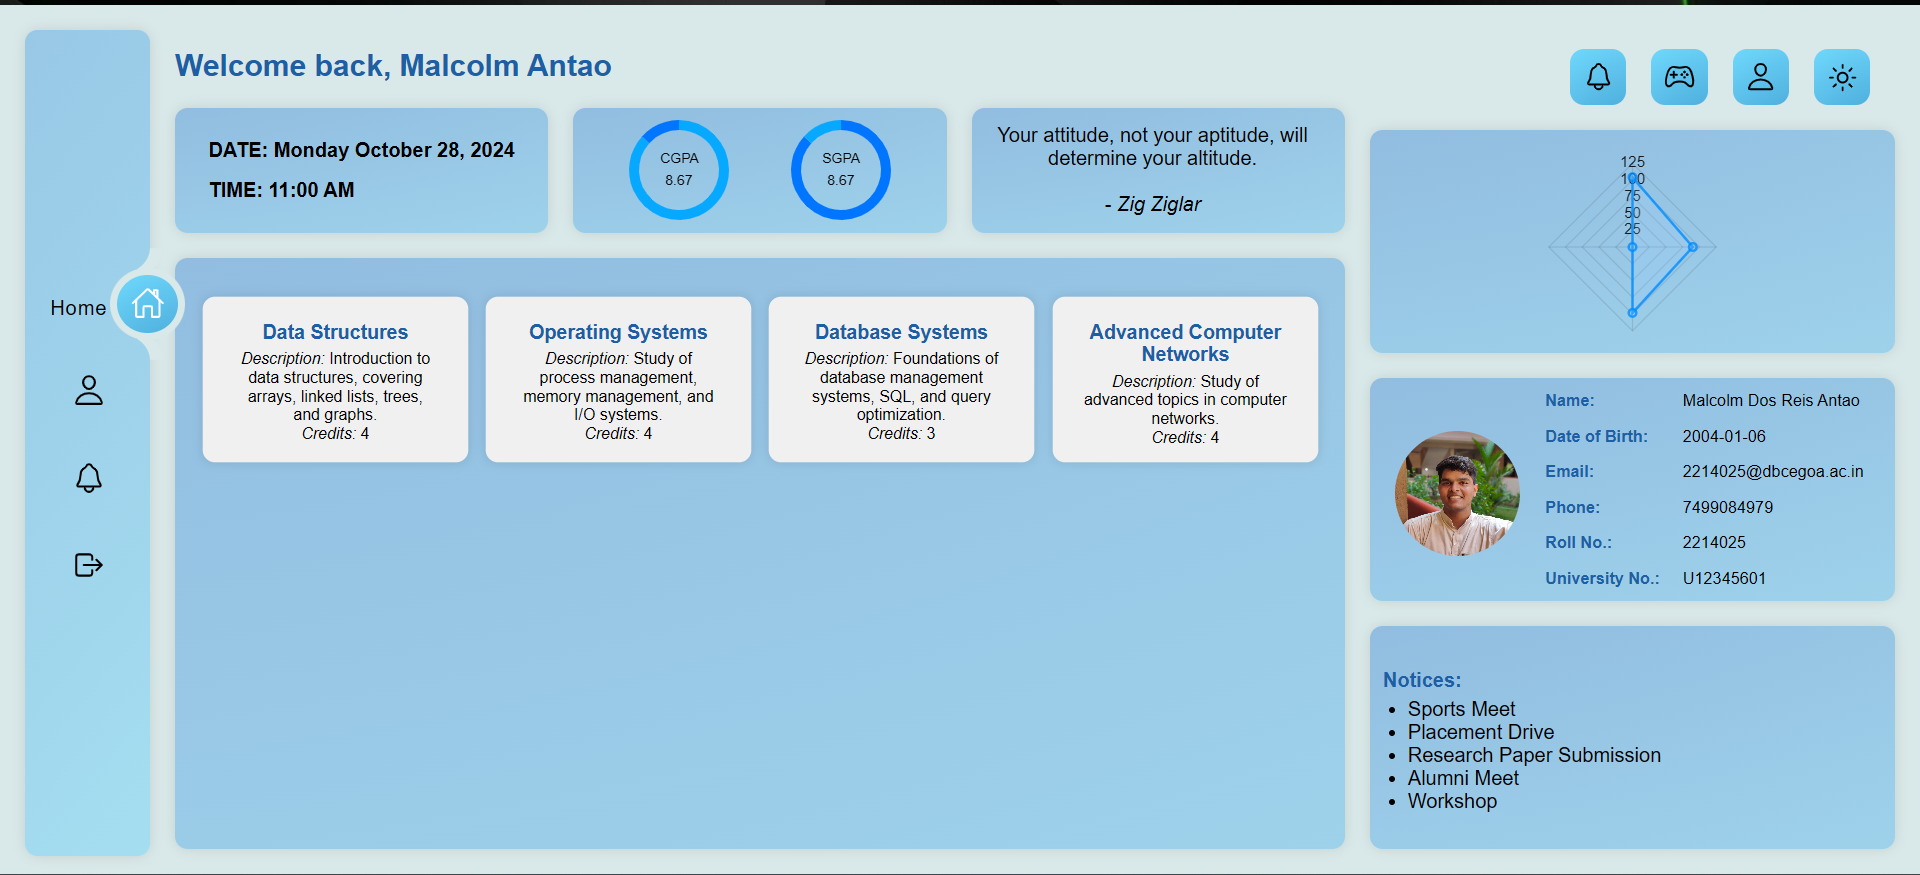 Welcome back, Malcolm Antao
DATE: Monday October 28, 2024
TIME: 11:00 AM
CGPA
8.67
SGPA
8.67
Your attitude, not your aptitude, will
determine your altitude.
- Zig Ziglar
Home
Data Structures
Description: Introduction to
data structures, covering
arrays, linked lists, trees,
and graphs.
Credits: 4
Operating Systems
Description: Study of
process management,
memory management, and
I/O systems.
Credits: 4
Database Systems
Description: Foundations of
database management
systems, SQL, and query
optimization.
Credits: 3
Advanced Computer
Networks
Description: Study of
advanced topics in computer
networks.
Credits: 4
125
100
75
50
25
Name: Malcolm Dos Reis Antao
Date of Birth: 2004-01-06
Email: 2214025@dbcegoa.ac.in
Phone: 7499084979
Roll No.: 2214025
University No.: U12345601
Notices:
• Sports Meet
• Placement Drive
• Research Paper Submission
• Alumni Meet
• Workshop